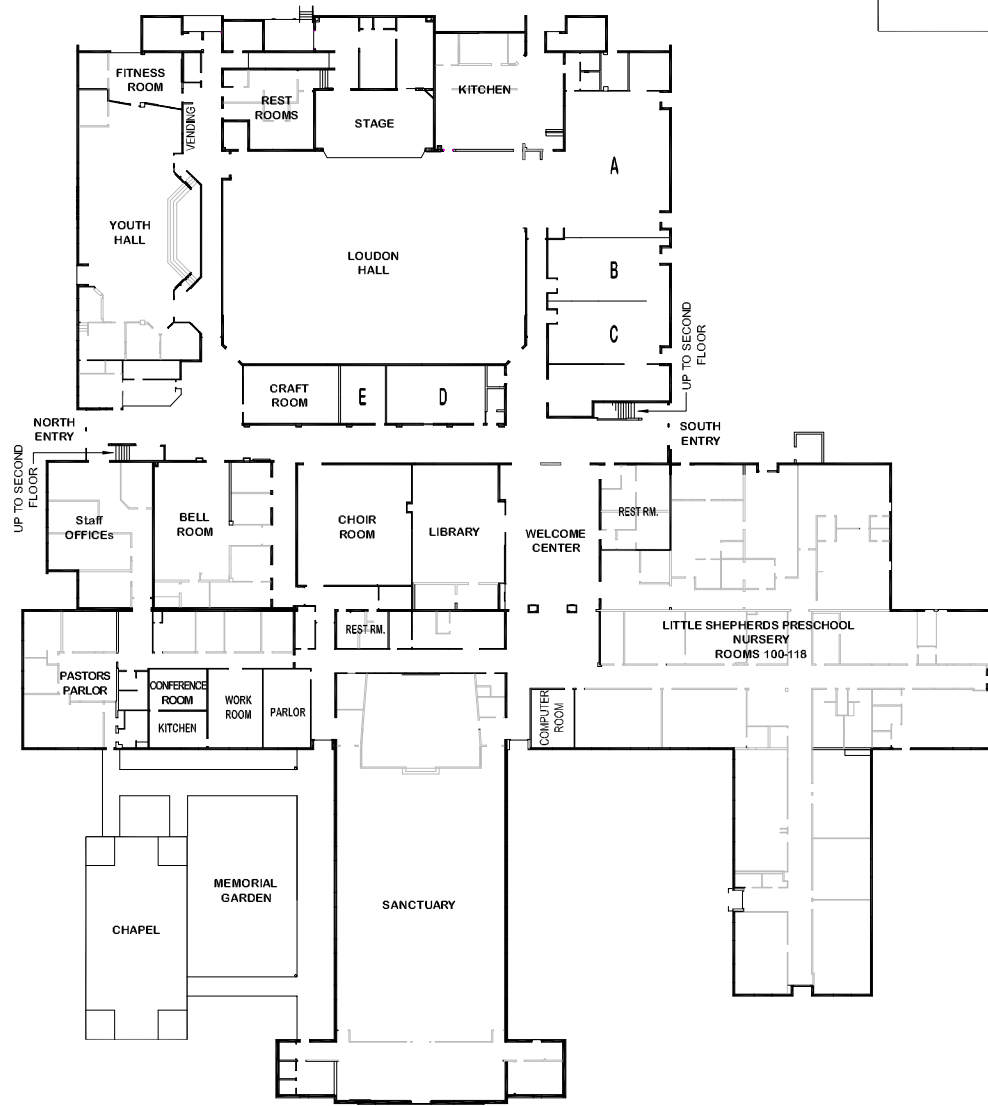 FITNESS
ROOM
REST
ROOMS
VENDING
STAGE
KITCHEN
A
YOUTH
HALL
LOUDON
HALL
B
C
UP TO SECOND
FLOOR
CRAFT
ROOM
E
D
NORTH
ENTRY
SOUTH
ENTRY
UP TO SECOND
FLOOR
Staff
OFFICEs
BELL
ROOM
CHOIR
ROOM
LIBRARY
WELCOME
CENTER
REST RM.
REST RM.
LITTLE SHEPHERDS PRESCHOOL
NURSERY
ROOMS 100-118
PASTORS
PARLOR
CONFERENCE
ROOM
KITCHEN
WORK
ROOM
PARLOR
COMPUTER
ROOM
MEMORIAL
GARDEN
CHAPEL
SANCTUARY